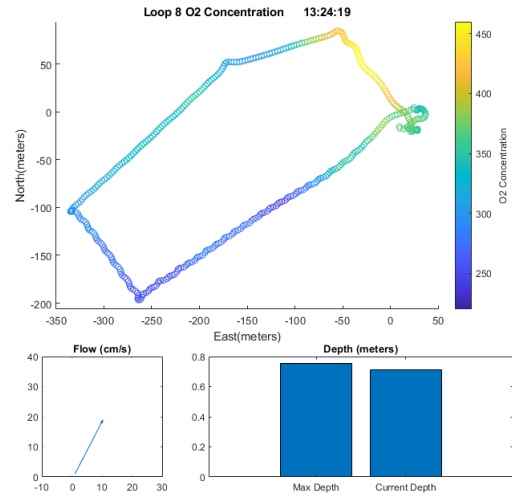 Loop 8 O2 Concentration 13:24:19
North(meters)
50
0
-50
-100
-150
-200
-350 -300 -250 -200 -150 -100 -50 0 50
East(meters)
450
400
350
300
250
O2 Concentration
Flow (cm/s)
40
30
20
10
0
-10 0 10 20 30
Depth (meters)
0.8
0.6
0.4
0.2
0
Max Depth Current Depth